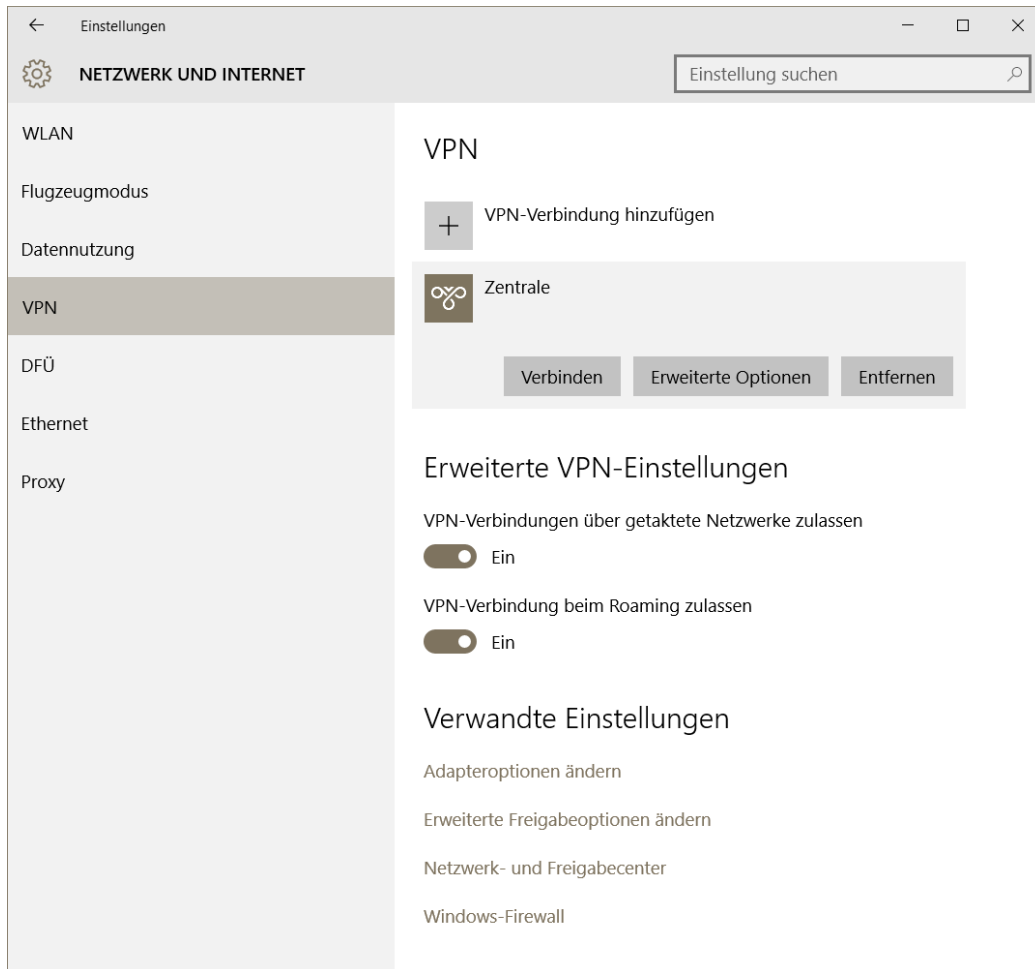 Einstellungen
NETZWERK UND INTERNET
Einstellung suchen
WLAN
Flugzeugmodus
Datennutzung
VPN
DFÜ
Ethernet
Proxy
VPN
VPN-Verbindung hinzufügen
Zentrale
Verbinden Erweiterte Optionen Entfernen
Erweiterte VPN-Einstellungen
VPN-Verbindungen über getaktete Netzwerke zulassen
Ein
VPN-Verbindung beim Roaming zulassen
Ein
Verwandte Einstellungen
Adapteroptionen ändern
Erweiterte Freigabeoptionen ändern
Netzwerk- und Freigabecenter
Windows-Firewall